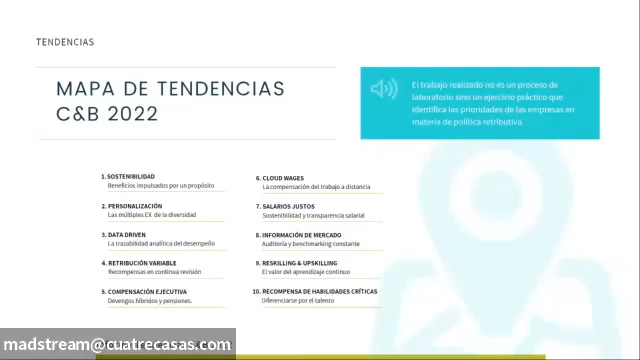 TENDENCIAS
MAPA DE TENDENCIAS
C&B 2022
El trabajo realizado no es un proceso de
laboratorio sino un ejercicio práctico que
identifica las prioridades de las empresas en
materia de política retributiva.
1. SOSTENIBILIDAD
Beneficios impulsados por un propósito
2. PERSONALIZACIÓN
Las múltiples EX de la diversidad
3. DATA DRIVEN
La trazabilidad analítica del desempeño
4. RETRIBUCIÓN VARIABLE
Recompensas en continua revisión
5. COMPENSACIÓN EJECUTIVA
Devengos híbridos y pensiones.
6. CLOUD WAGES
La compensación del trabajo a distancia
7. SALARIOS JUSTOS
Sostenitilidad y transparencia salarial
8. INFORMACIÓN DE MERCADO
Auditoría y benchmarking constante
9. RESKILLING & UPSKILLING
El valor del aprendizaje continuo
10. RECOMPENSA DE HABILIDADES CRÍTICAS
Diferenciarse por el talento
madstream@cuatrecasas.com